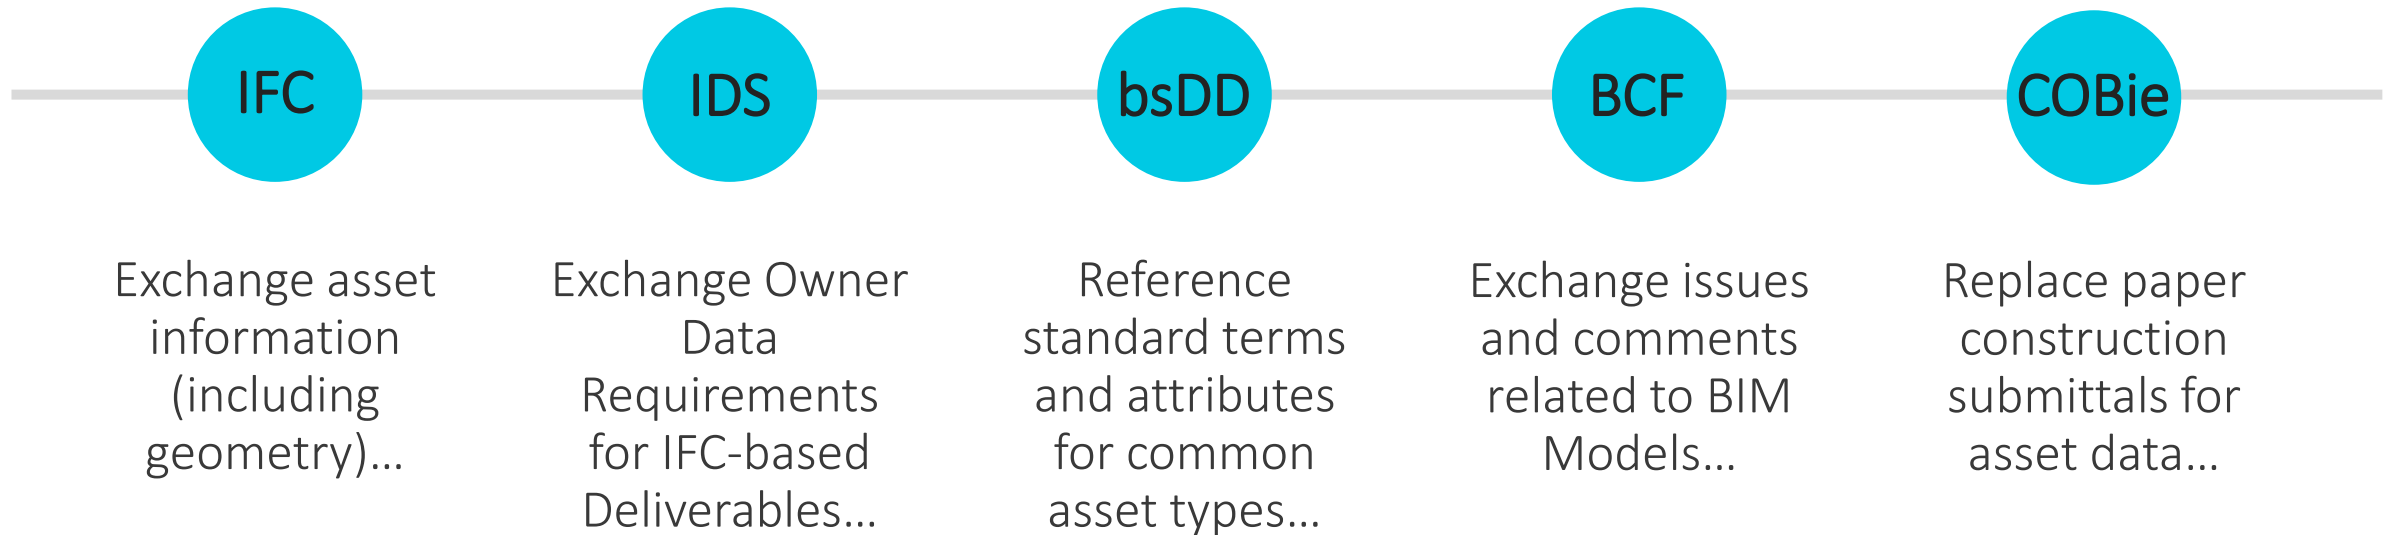 IFC
IDS
bsDD
BCF
COBie
Exchange asset
information
(including
geometry)...
Exchange Owner
Data
Requirements
for IFC-based
Deliverables...
Reference
standard terms
and attributes
for common
asset types...
Exchange issues
and comments
related to BIM
Models...
Replace paper
construction
submittals for
asset data...